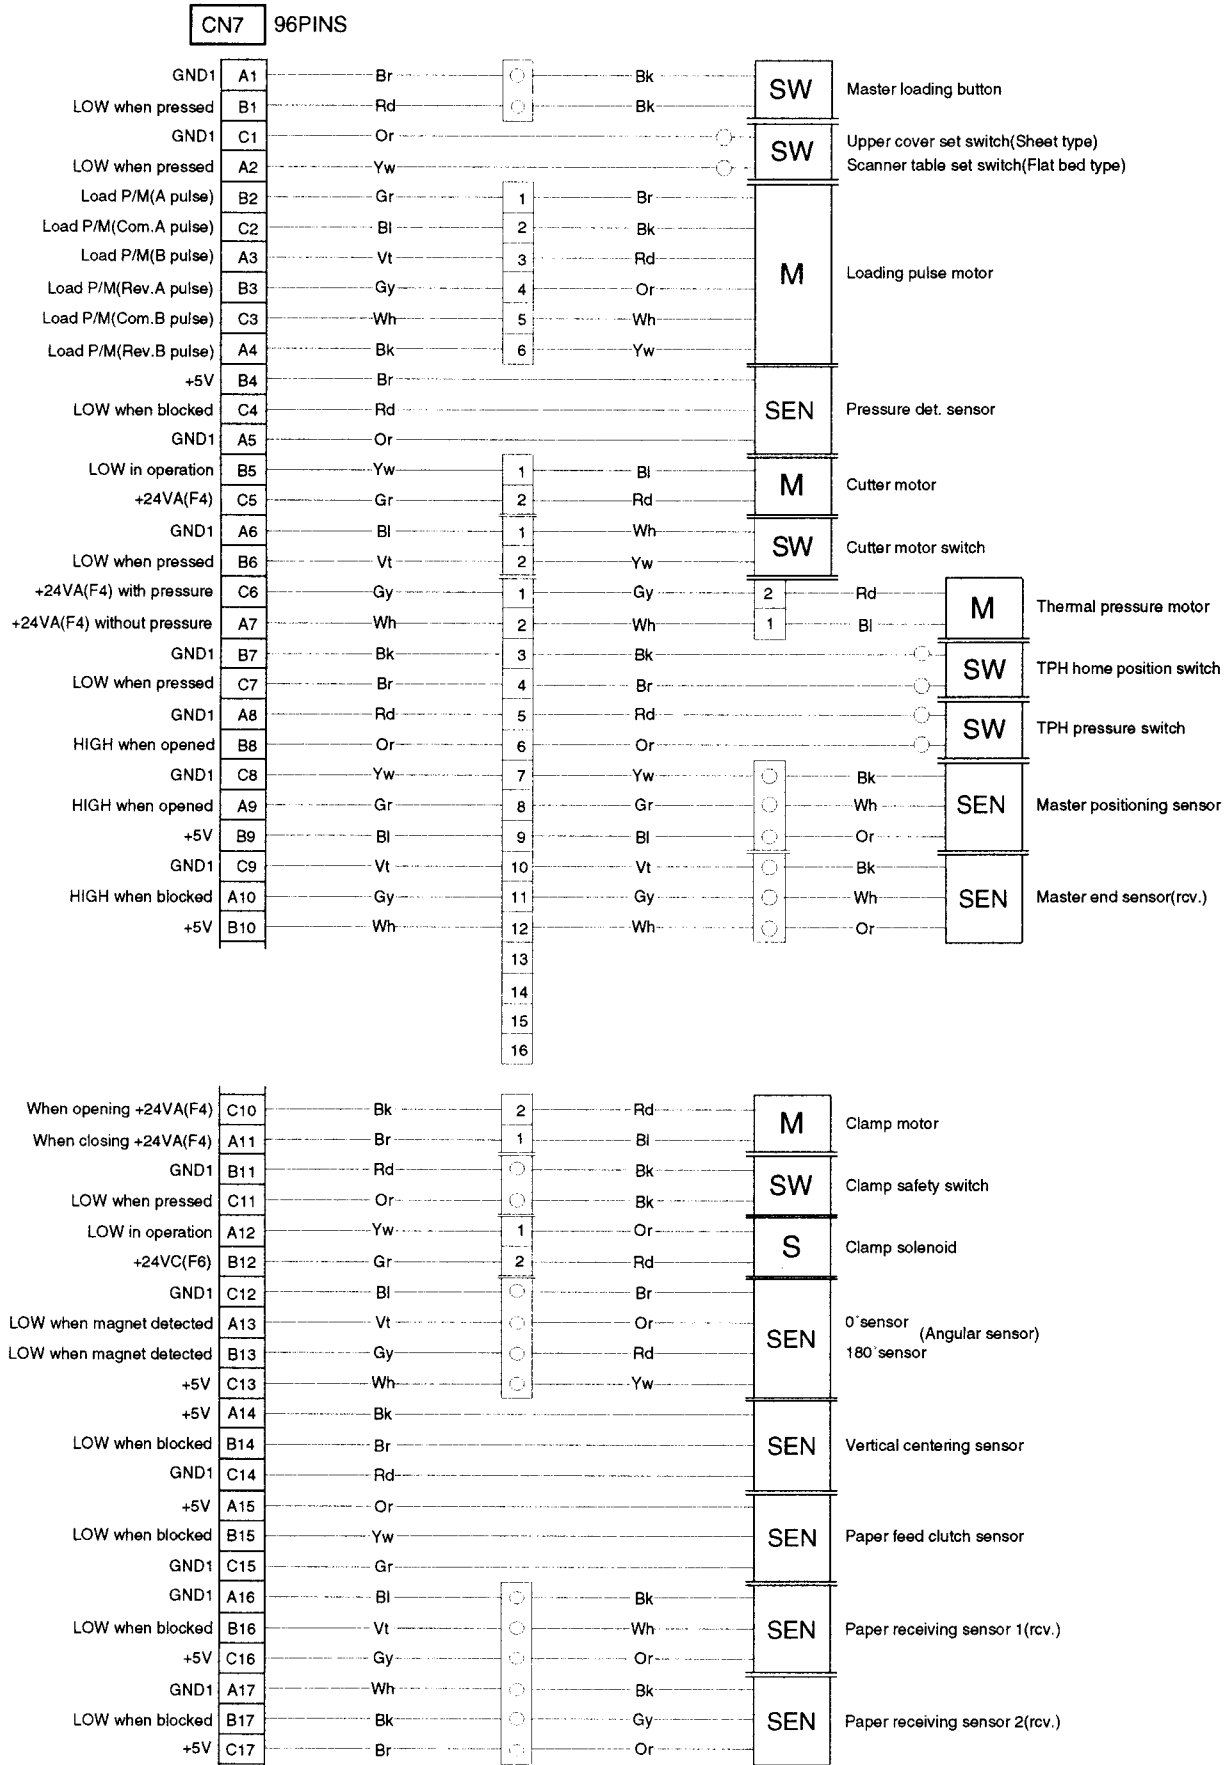 CN7 96PINS
GND1 A1 Br Bk SW Master loading button
LOW when pressed B1 Rd Bk
GND1 C1 Or SW Upper cover set switch(Sheet type)
LOW when pressed A2 Yw Scanner table set switch(Flat bed type)
Load P/M(A pulse) B2 Gr 1 Br
Load P/M(Com.A pulse) C2 Bl 2 Bk
Load P/M(B pulse) A3 Vt 3 Rd M Loading pulse motor
Load P/M(Rev.A pulse) B3 Gy 4 Or
Load P/M(Com.B pulse) C3 Wh 5 Wh
Load P/M(Rev.B pulse) A4 Bk 6 Yw
+5V B4 Br
LOW when blocked C4 Rd SEN Pressure det. sensor
GND1 A5 Or
LOW in operation B5 Yw 1 Bl M Cutter motor
+24VA(F4) C5 Gr 2 Rd
GND1 A6 Bl 1 Wh SW Cutter motor switch
LOW when pressed B6 Vt 2 Yw
+24VA(F4) with pressure C6 Gy 1 Gy 2 Rd M Thermal pressure motor
+24VA(F4) without pressure A7 Wh 2 Wh 1 Bl
GND1 B7 Bk 3 Bk SW TPH home position switch
LOW when pressed C7 Br 4 Br
GND1 A8 Rd 5 Rd SW TPH pressure switch
HIGH when opened B8 Or 6 Or
GND1 C8 Yw 7 Yw Bk
HIGH when opened A9 Gr 8 Gr Wh SEN Master positioning sensor
+5V B9 Bl 9 Bl Or
GND1 C9 Vt 10 Vt Bk
HIGH when blocked A10 Gy 11 Gy Wh SEN Master end sensor(rcv.)
+5V B10 Wh 12 Wh Or
13
14
15
16
When opening +24VA(F4) C10 Bk 2 Rd M Clamp motor
When closing +24VA(F4) A11 Br 1 Bl
GND1 B11 Rd Bk SW Clamp safety switch
LOW when pressed C11 Or Bk
LOW in operation A12 Yw 1 Or S Clamp solenoid
+24VC(F6) B12 Gr 2 Rd
GND1 C12 Bl Br
LOW when magnet detected A13 Vt Or SEN 0°sensor (Angular sensor)
LOW when magnet detected B13 Gy Rd 180°sensor
+5V C13 Wh Yw
+5V A14 Bk
LOW when blocked B14 Br SEN Vertical centering sensor
GND1 C14 Rd
+5V A15 Or
LOW when blocked B15 Yw SEN Paper feed clutch sensor
GND1 C15 Gr
GND1 A16 Bl Bk
LOW when blocked B16 Vt Wh SEN Paper receiving sensor 1(rcv.)
+5V C16 Gy Or
GND1 A17 Wh Bk
LOW when blocked B17 Bk Gy SEN Paper receiving sensor 2(rcv.)
+5V C17 Br Or